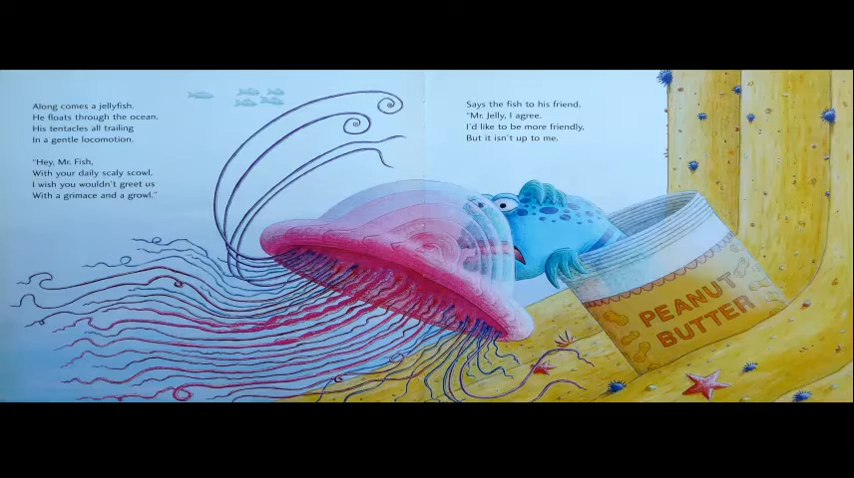 Along comes a jellyfish.
He floats through the ocean,
His tentacles all trailing
In a gentle locomotion.
"Hey, Mr. Fish,
With your daily scaly scowl,
I wish you wouldn't greet us
With a grimace and a growl."
Says the fish to his friend,
"Mr. Jelly, I agree.
I'd like to be more friendly,
But it isn't up to me.
PEANUT
BUTTER